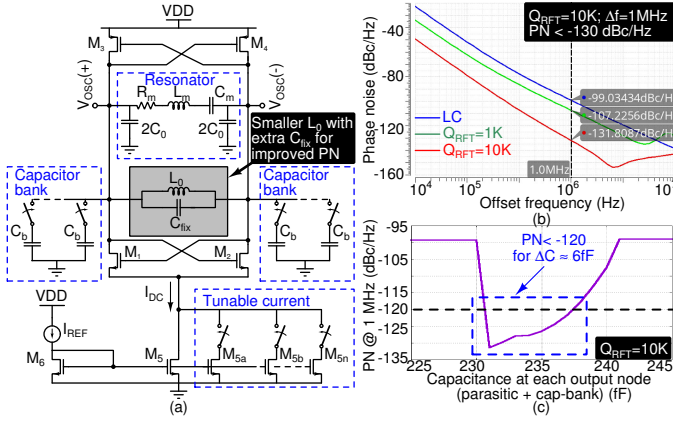 VDD
M3
M4
VOSC(+)
VOSC(-)
Resonator
Rm
Lm
Cm
2C0
2C0
Smaller L0 with
extra Cfix for
improved PN
Capacitor
bank
L0
Cfix
Capacitor
bank
Cb
Cb
Cb
Cb
M1
M2
IDC
VDD
IREF
Tunable current
M6
M5
M5a
M5b
M5n
(a)
Phase noise (dBc/Hz)
-40
-80
-120
-160
QRFT=10K; Δf=1MHz
PN < -130 dBc/Hz
LC
QRFT=1K
QRFT=10K
-99.03434dBc/H
-107.2256dBc/H
-131.8087dBc/H
1.0MHz
10^4
10^5
10^6
10^7
Offset frequency (Hz)
(b)
PN @ 1 MHz (dBc/Hz)
-95
-105
-110
-115
-120
-125
-135
PN< -120
for ΔC ≈ 6fF
QRFT=10K
225
230
235
240
245
Capacitance at each output node
(parasitic + cap-bank) (fF)
(c)